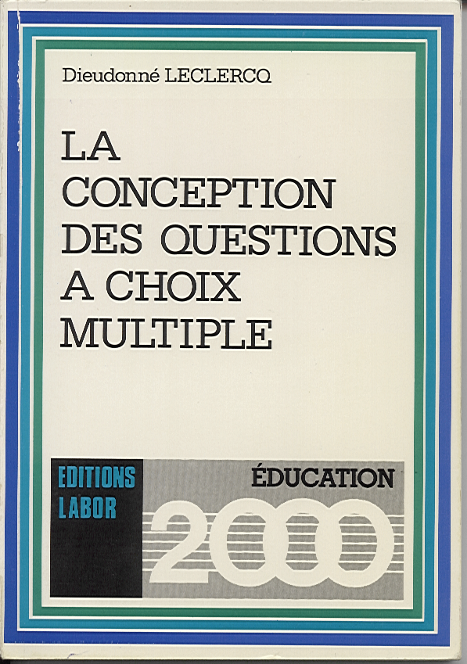 Dieudonné LECLERCQ
LA
CONCEPTION
DES QUESTIONS
A CHOIX
MULTIPLE
EDITIONS
LABOR
ÉDUCATION
2000